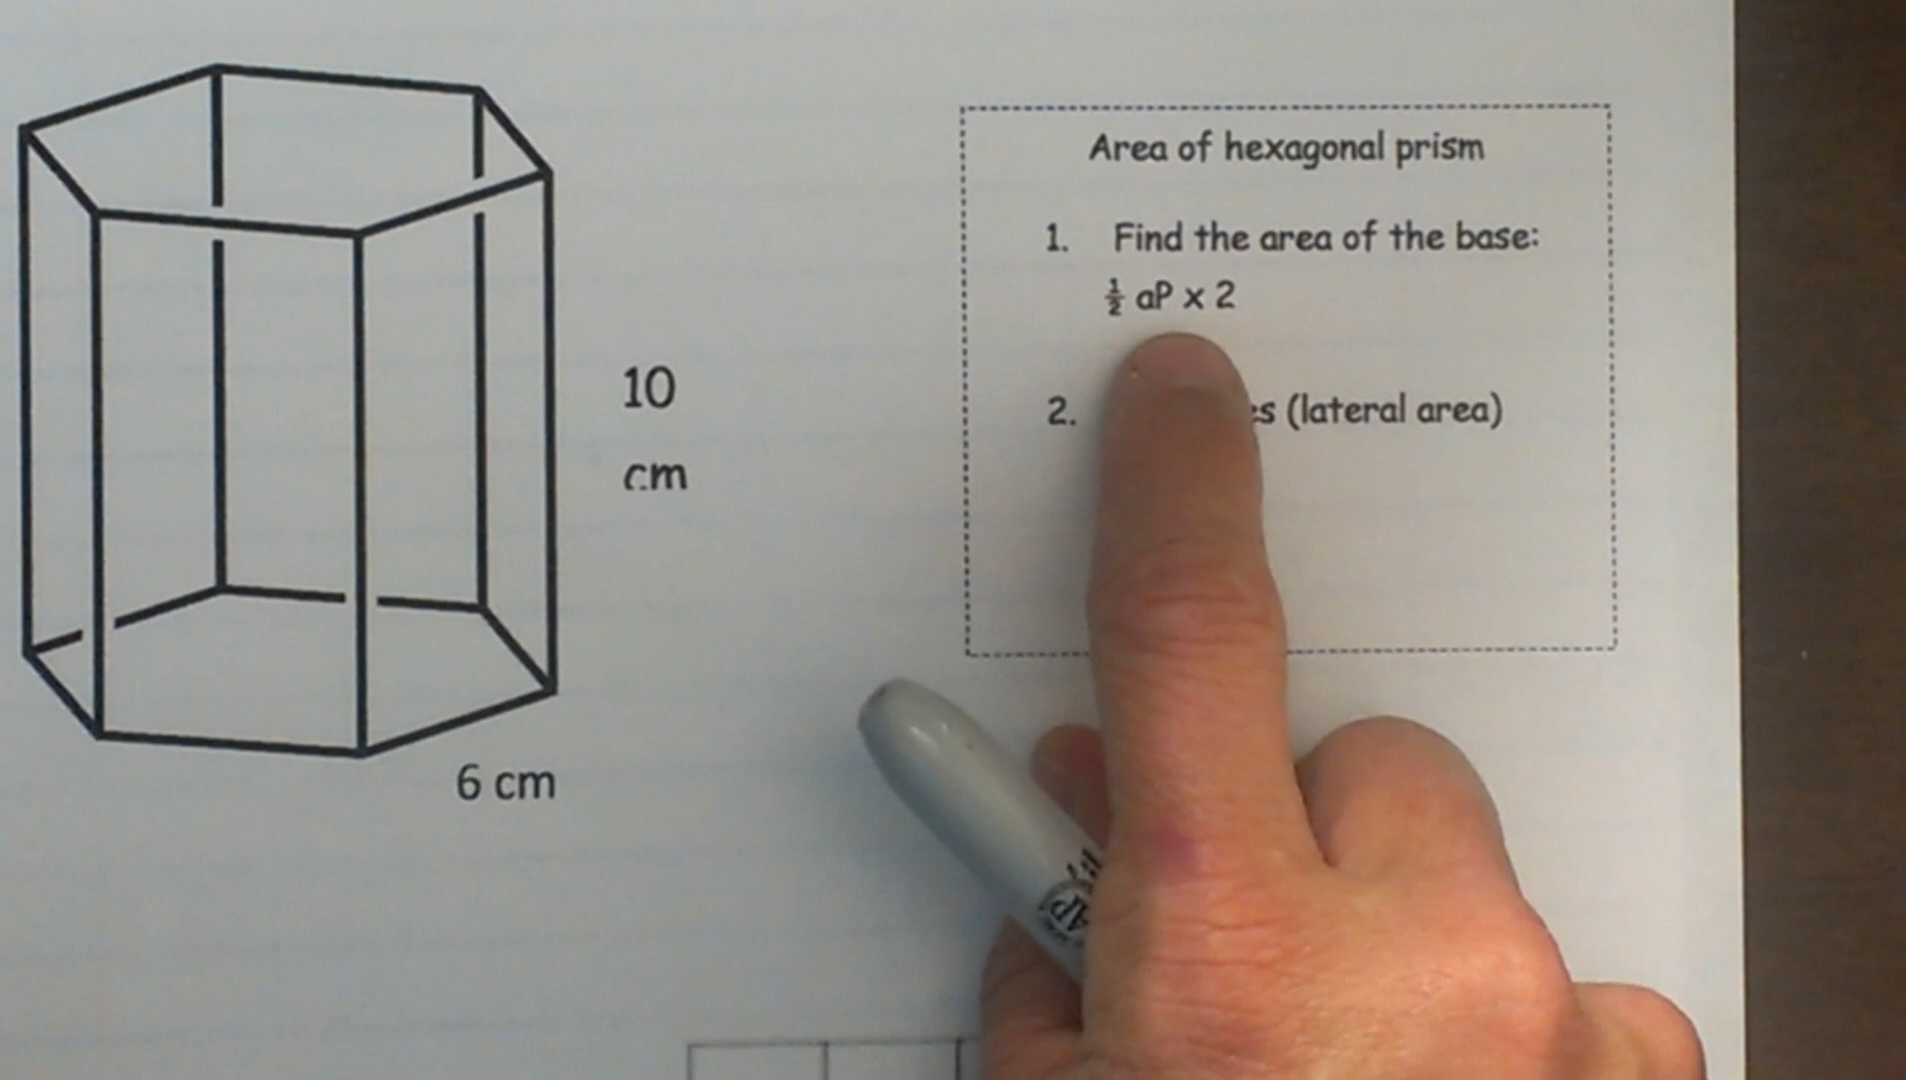 10
cm
6 cm
Area of hexagonal prism
1. Find the area of the base:
½ aP x 2
2. (lateral area)